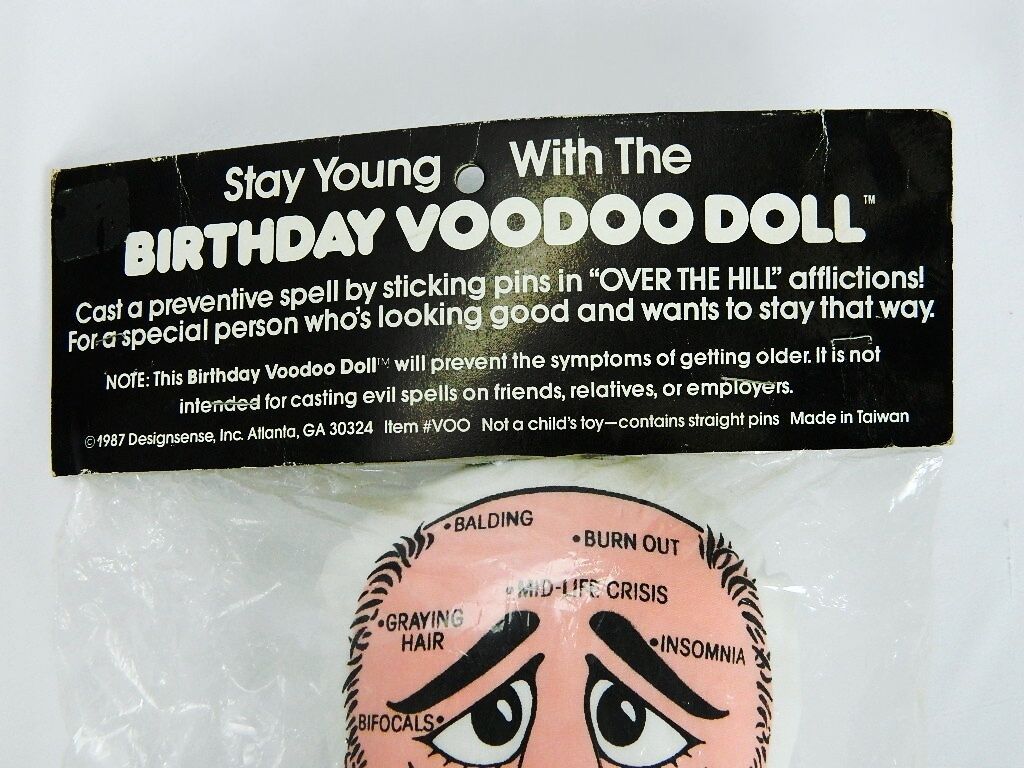 Stay Young With The
BIRTHDAY VOODOO DOLL™
Cast a preventive spell by sticking pins in “OVER THE HILL” afflictions!
For a special person who's looking good and wants to stay that way.
NOTE: This Birthday Voodoo Doll™ will prevent the symptoms of getting older. It is not
intended for casting evil spells on friends, relatives, or employers.
©1987 Designsense, Inc. Atlanta, GA 30324 Item #VOO Not a child's toy—contains straight pins Made in Taiwan
•BALDING
•BURN OUT
•MID-LIFE CRISIS
•GRAYING
HAIR
•INSOMNIA
BIFOCALS•